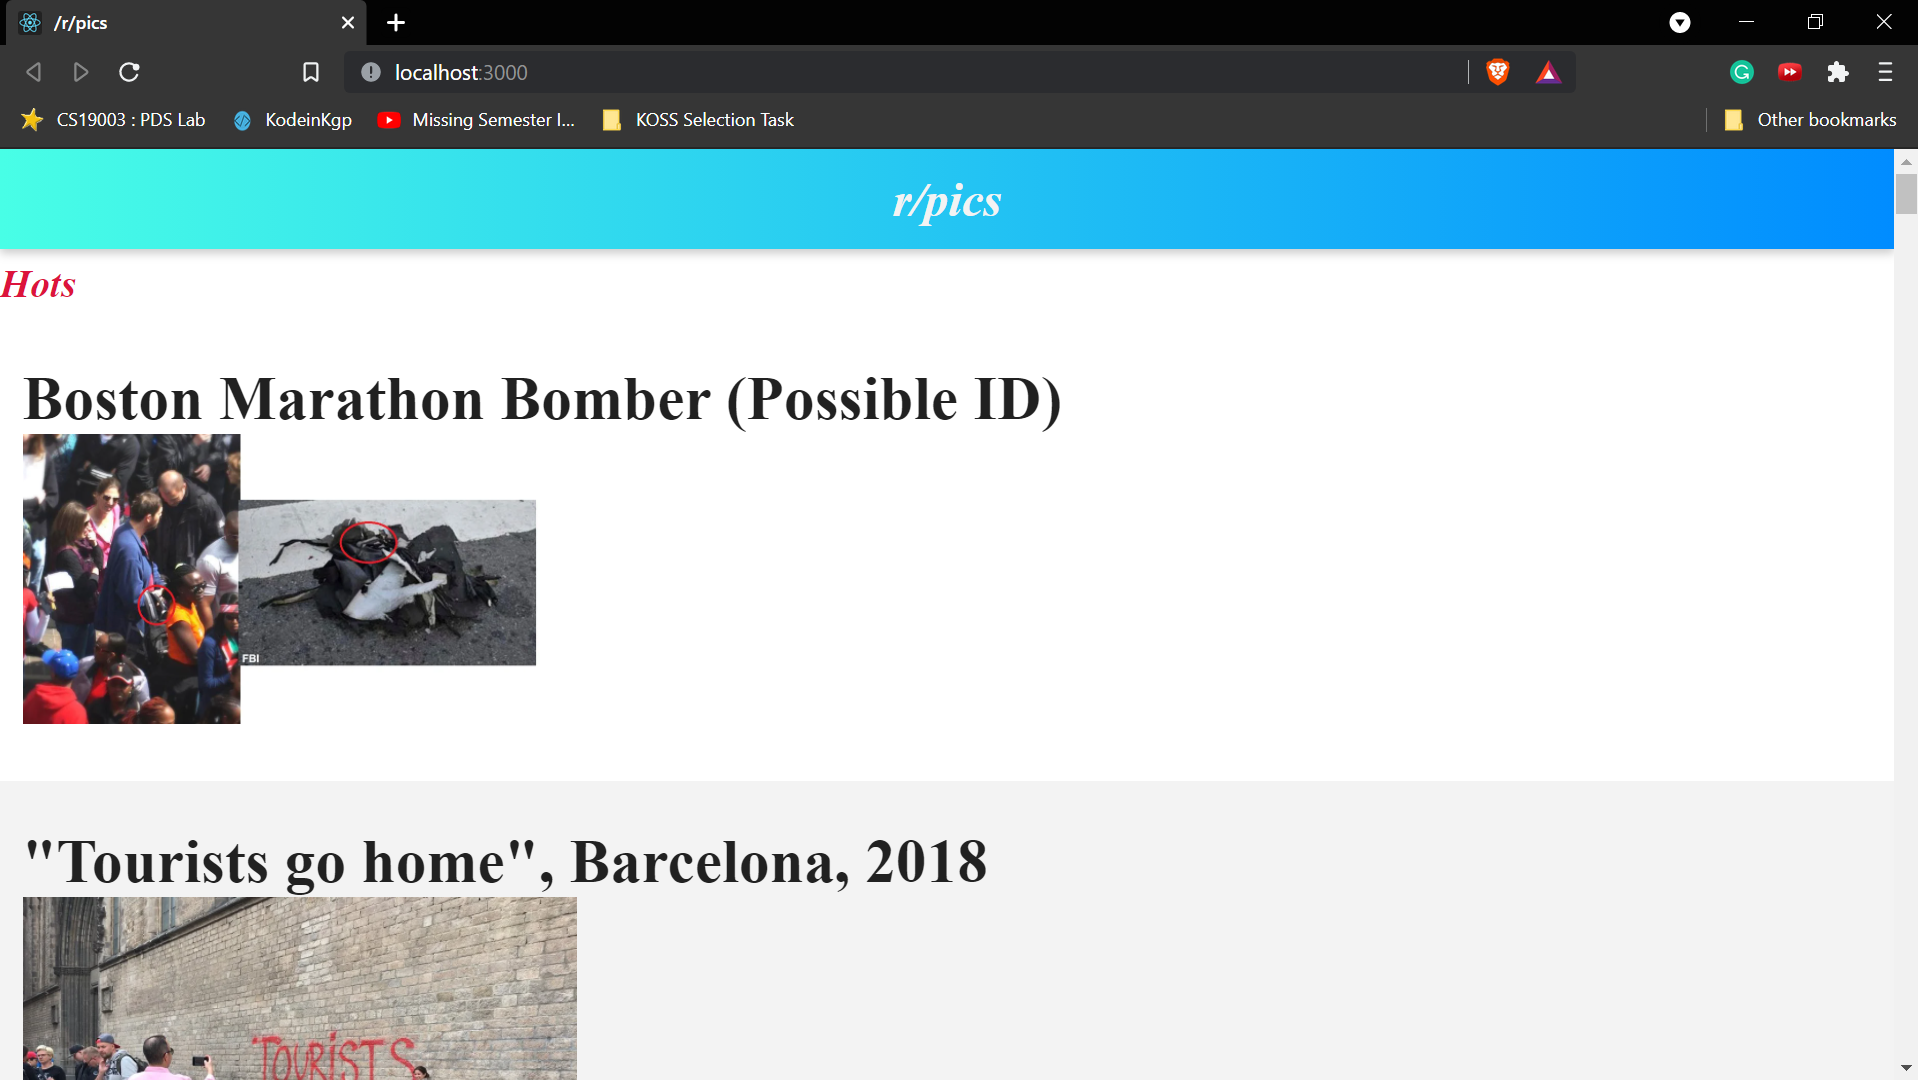 /r/pics
localhost:3000
CS19003 : PDS Lab
KodeinKgp
Missing Semester I...
KOSS Selection Task
Other bookmarks
r/pics
Hots
Boston Marathon Bomber (Possible ID)
FBI
"Tourists go home", Barcelona, 2018
TOURISTS